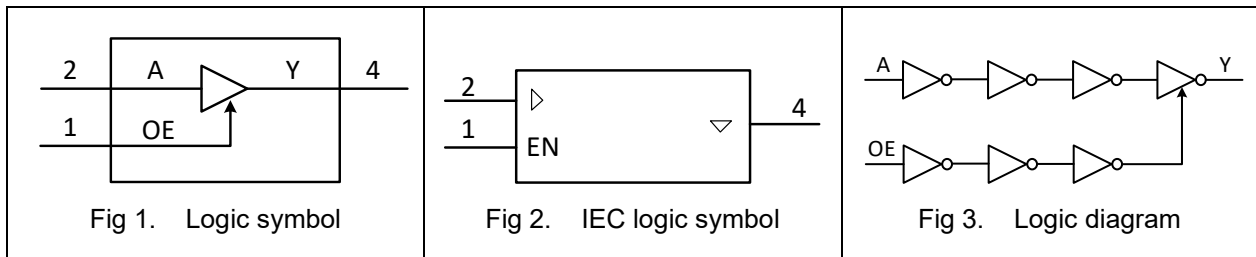 2 A Y 4
1 OE
Fig 1. Logic symbol
2
1 EN 4
Fig 2. IEC logic symbol
A Y
OE
Fig 3. Logic diagram